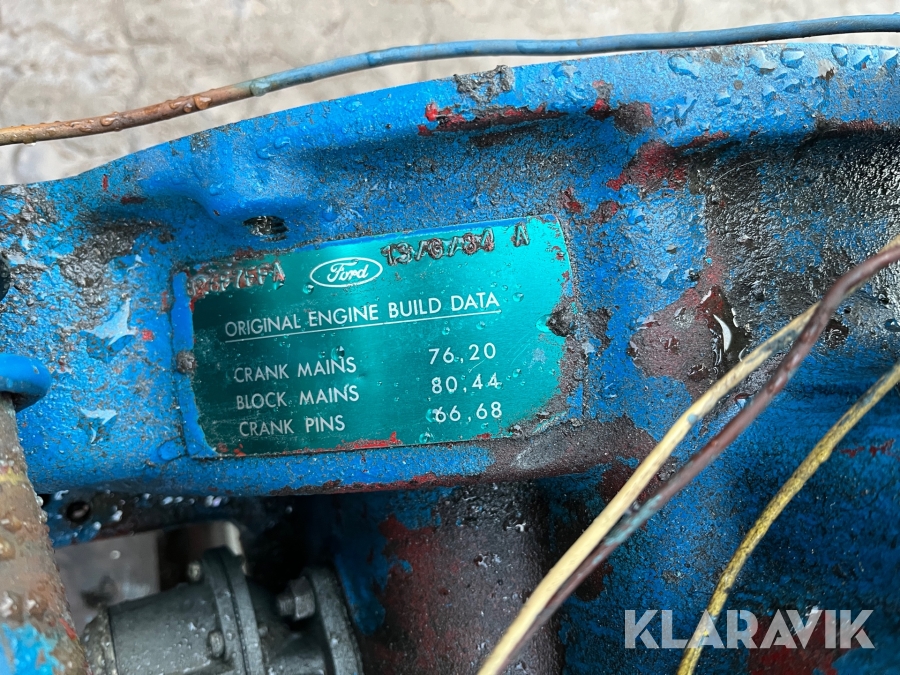 Ford
ORIGINAL ENGINE BUILD DATA
CRANK MAINS 76,20
BLOCK MAINS 80,44
CRANK PINS 66,68
KLARAVIK